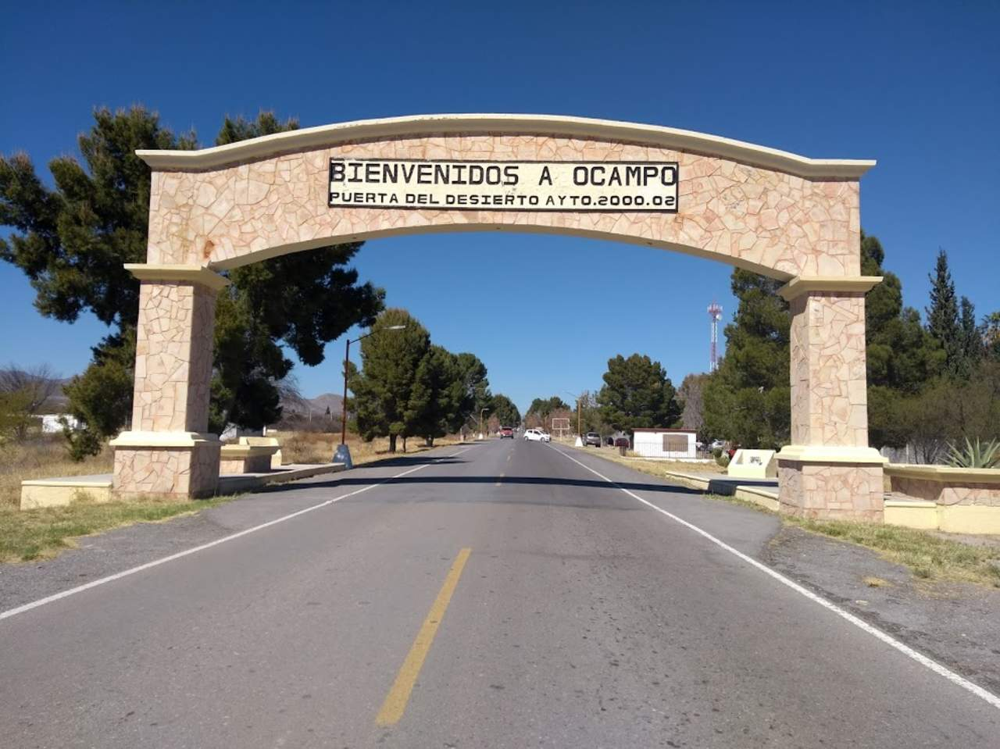 BIENVENIDOS A OCAMPO
PUERTA DEL DESIERTO AYTO.2000.02